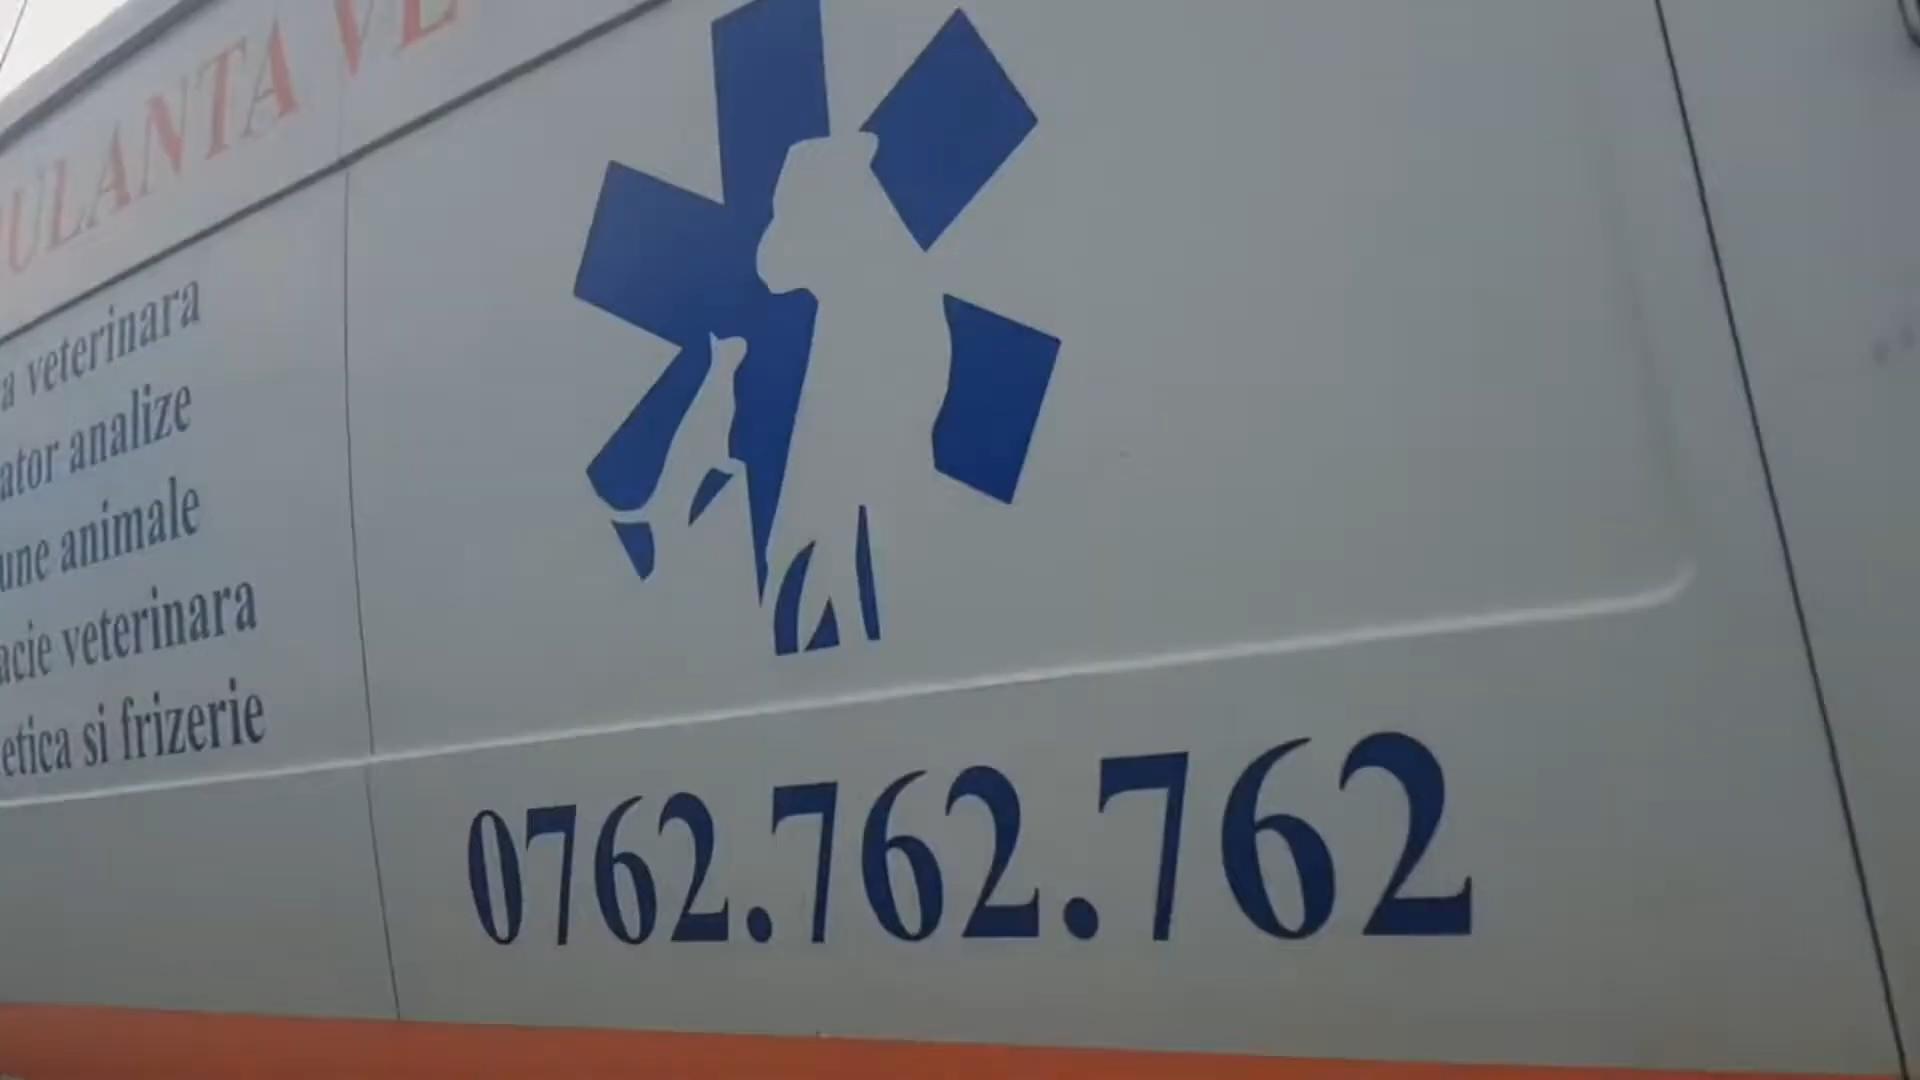 ULANTA VE
a veterinara
ator analize
une animale
acie veterinara
etica si frizerie
0762.762.762